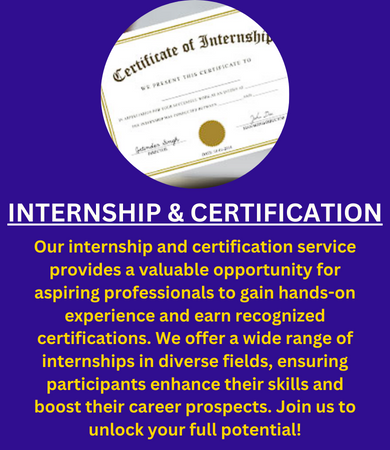 Certificate of Internship
WE PRESENT THIS CERTIFICATE TO
DIRECTOR
INTERNSHIP & CERTIFICATION
Our internship and certification service
provides a valuable opportunity for
aspiring professionals to gain hands-on
experience and earn recognized
certifications. We offer a wide range of
internships in diverse fields, ensuring
participants enhance their skills and
boost their career prospects. Join us to
unlock your full potential!